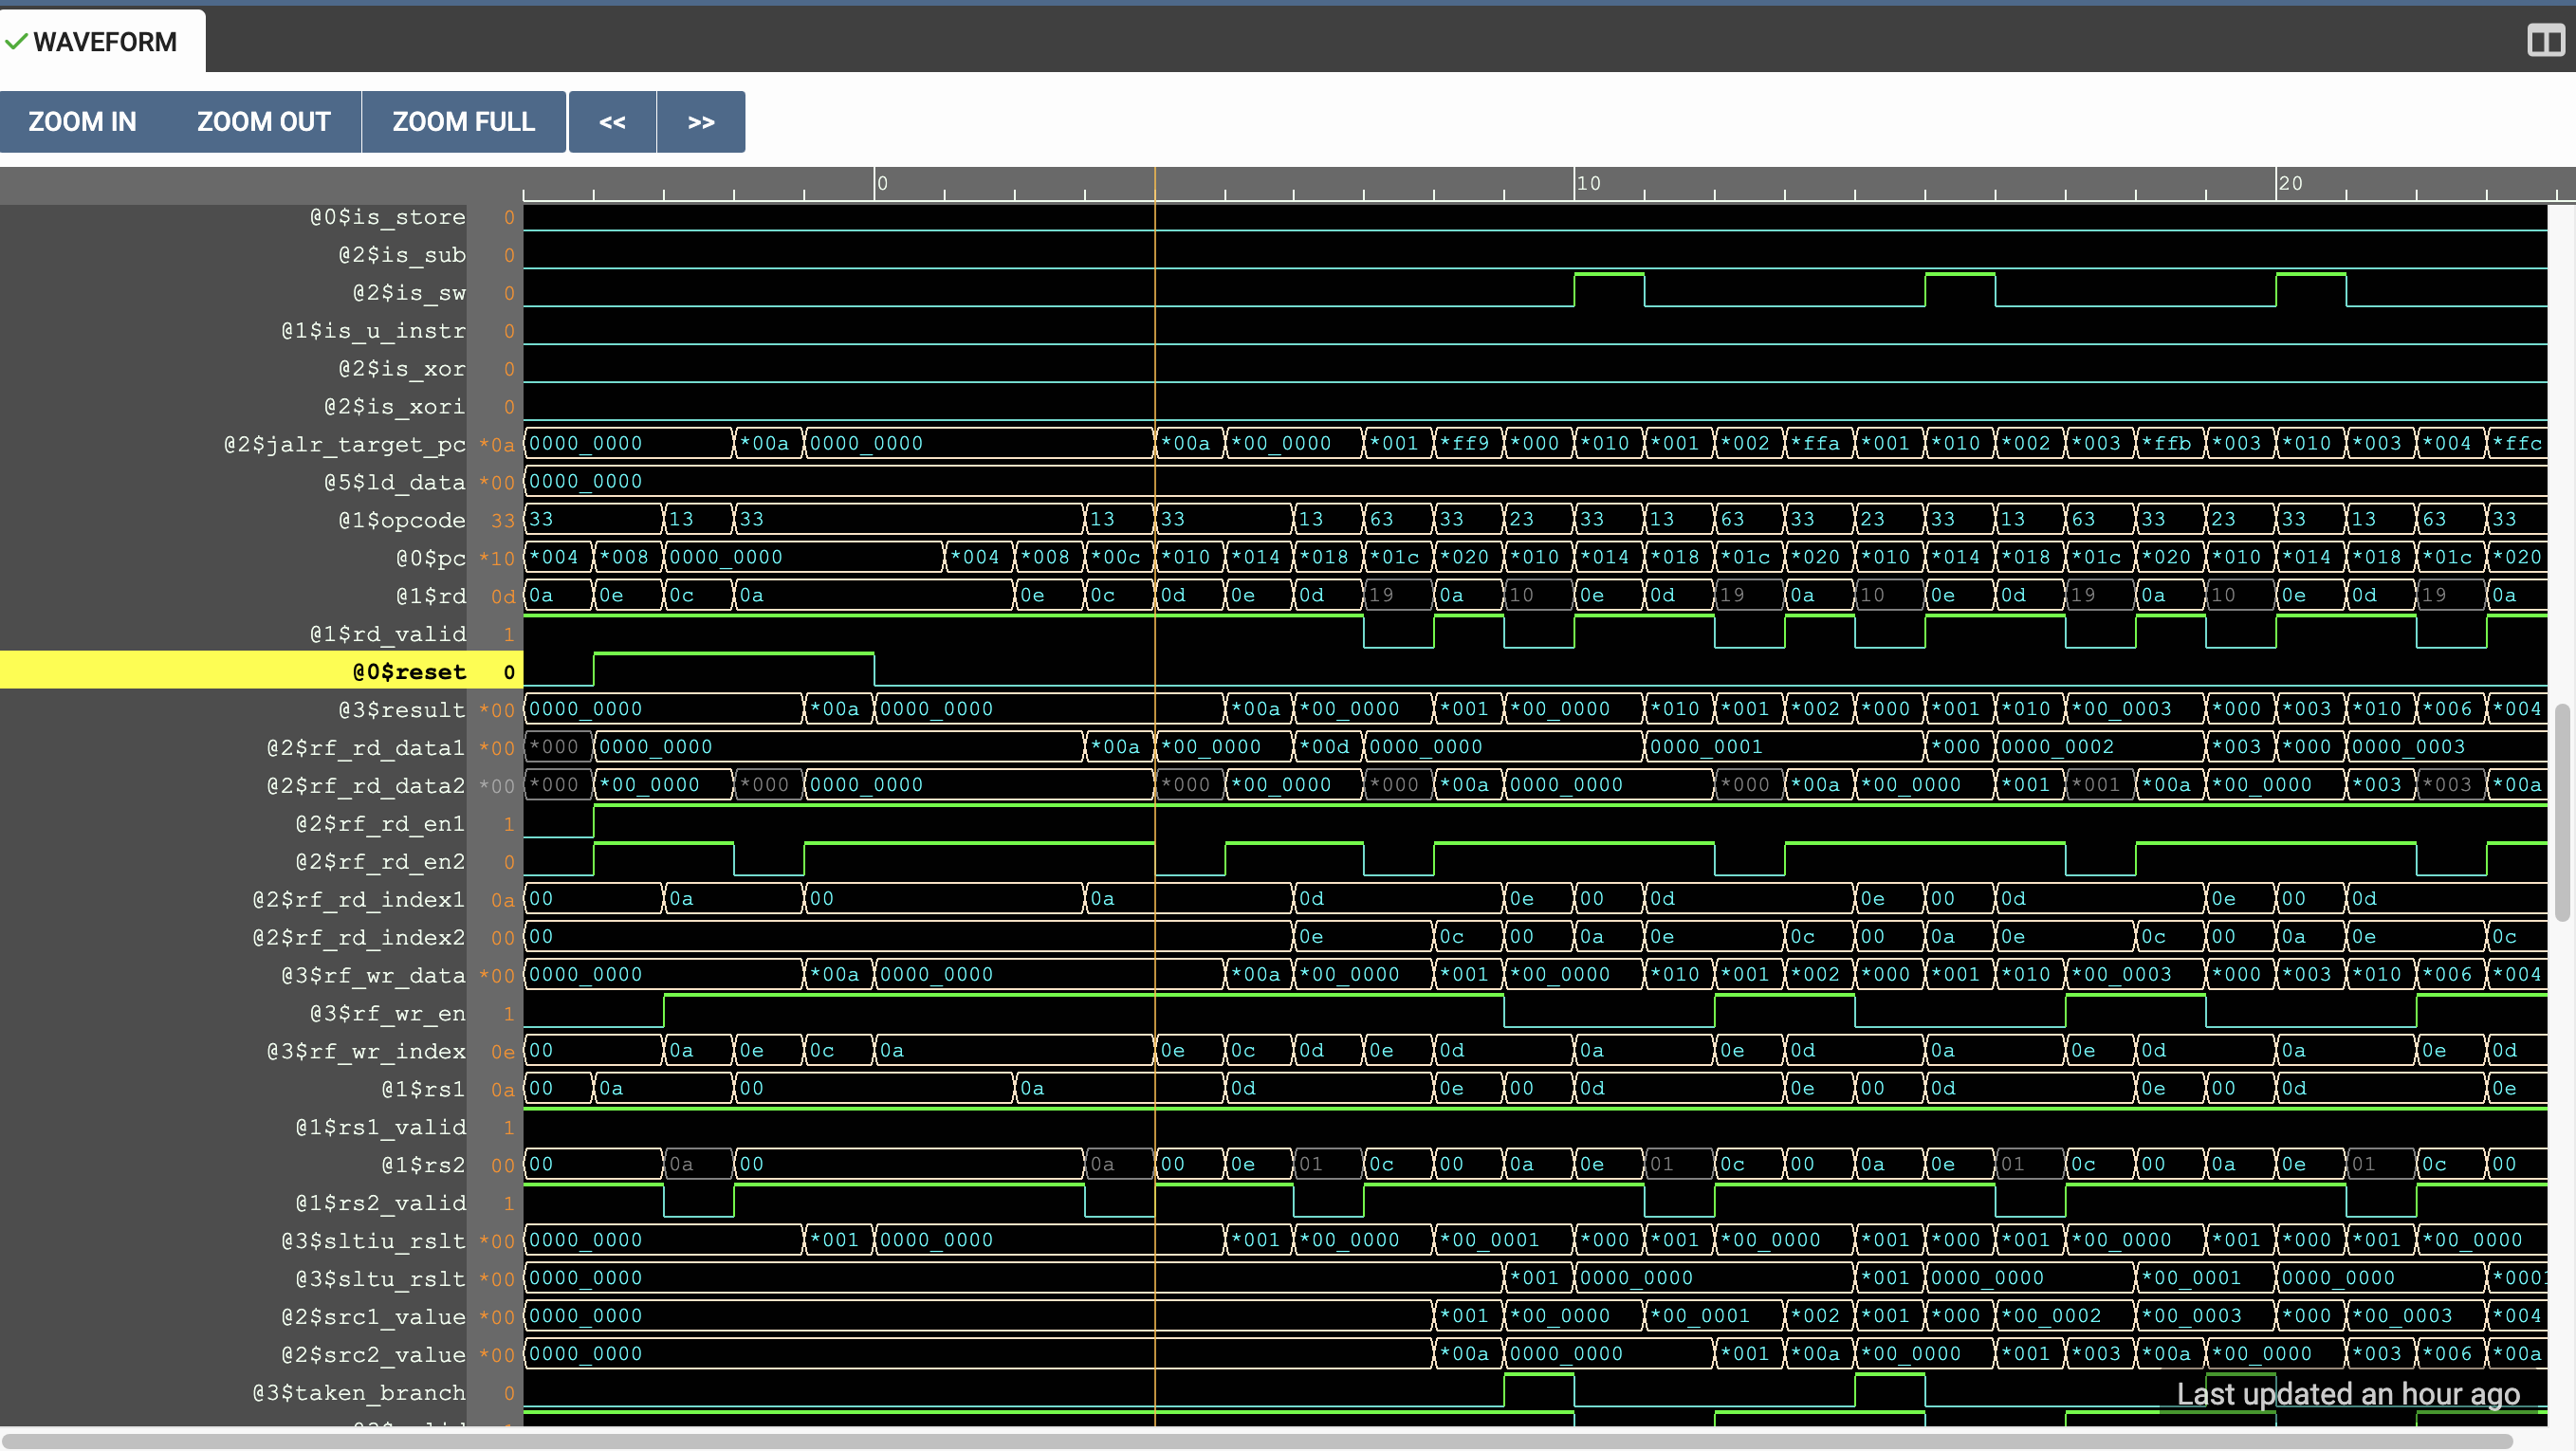 WAVEFORM
ZOOM IN ZOOM OUT ZOOM FULL << >>
0 10 20
@0$is_store 0
@2$is_sub 0
@2$is_sw 0
@1$is_u_instr 0
@2$is_xor 0
@2$is_xori 0
@2$jalr_target_pc *0a 0000_0000 *00a 0000_0000 *00a *00_0000 *001 *ff9 *000 *010 *001 *002 *ffa *001 *010 *002 *003 *ffb *003 *010 *003 *004 *ffc
@5$ld_data *00 0000_0000
@1$opcode 33 33 13 33 13 33 13 63 33 23 33 13 63 33 23 33 13 63 33 23 33 13 63 33
@0$pc *10 *004 *008 0000_0000 *004 *008 *00c *010 *014 *018 *01c *020 *010 *014 *018 *01c *020 *010 *014 *018 *01c *020 *010 *014 *018 *01c *020
@1$rd 0d 0a 0e 0c 0a 0e 0c 0d 0e 0d 19 0a 10 0e 0d 19 0a 10 0e 0d 19 0a 10 0e 0d 19 0a
@1$rd_valid 1
@0$reset 0
@3$result *00 0000_0000 *00a 0000_0000 *00a *00_0000 *001 *00_0000 *010 *001 *002 *000 *001 *010 *00_0003 *000 *003 *010 *006 *004
@2$rf_rd_data1 *00 *000 0000_0000 *00a *00_0000 *00d 0000_0000 0000_0001 *000 0000_0002 *003 *000 0000_0003
@2$rf_rd_data2 *00 *000 *00_0000 *000 0000_0000 *000 *00_0000 *000 *00a 0000_0000 *000 *00a *00_0000 *001 *001 *00a *00_0000 *003 *003 *00a
@2$rf_rd_en1 1
@2$rf_rd_en2 0
@2$rf_rd_index1 0a 00 0a 00 0a 0d 0e 00 0d 0e 00 0d 0e 00 0d
@2$rf_rd_index2 00 00 0e 0c 00 0a 0e 0c 00 0a 0e 0c 00 0a 0e 0c
@3$rf_wr_data *00 0000_0000 *00a 0000_0000 *00a *00_0000 *001 *00_0000 *010 *001 *002 *000 *001 *010 *00_0003 *000 *003 *010 *006 *004
@3$rf_wr_en 1
@3$rf_wr_index 0e 00 0a 0e 0c 0a 0e 0c 0d 0e 0d 0a 0e 0d 0a 0e 0d 0a 0e 0d
@1$rs1 0a 00 0a 00 0a 0d 0e 00 0d 0e 00 0d 0e 00 0d 0e
@1$rs1_valid 1
@1$rs2 00 00 0a 00 0a 00 0e 01 0c 00 0a 0e 01 0c 00 0a 0e 01 0c 00 0a 0e 01 0c 00
@1$rs2_valid 1
@3$sltiu_rslt *00 0000_0000 *001 0000_0000 *001 *00_0000 *00_0001 *000 *001 *00_0000 *001 *000 *001 *00_0000 *001 *000 *001 *00_0000
@3$sltu_rslt *00 0000_0000 *001 0000_0000 *001 0000_0000 *00_0001 0000_0000 *0001
@2$src1_value *00 0000_0000 *001 *00_0000 *00_0001 *002 *001 *000 *00_0002 *00_0003 *000 *00_0003 *004
@2$src2_value *00 0000_0000 *00a 0000_0000 *001 *00a *00_0000 *001 *003 *00a *00_0000 *003 *006 *00a
@3$taken_branch 0
Last updated an hour ago